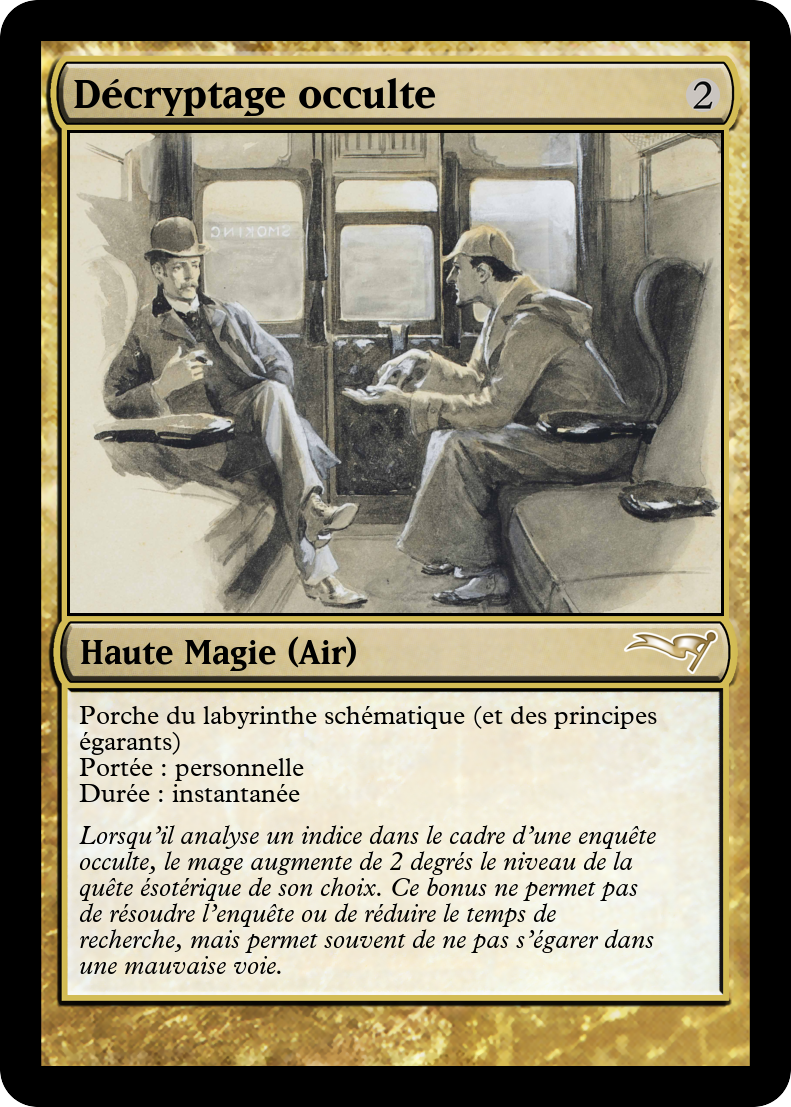 Décryptage occulte
2
SMOKING
Haute Magie (Air)
Porche du labyrinthe schématique (et des principes
égarants)
Portée : personnelle
Durée : instantanée
Lorsqu’il analyse un indice dans le cadre d’une enquête
occulte, le mage augmente de 2 degrés le niveau de la
quête ésotérique de son choix. Ce bonus ne permet pas
de résoudre l’enquête ou de réduire le temps de
recherche, mais permet souvent de ne pas s’égarer dans
une mauvaise voie.